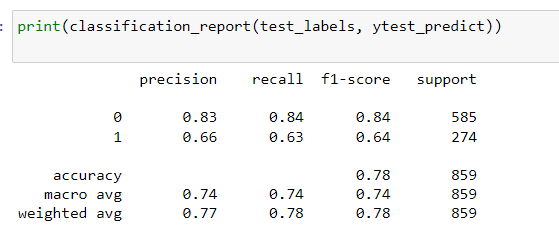 : print(classification_report(test_labels, ytest_predict))
precision recall f1-score support
0 0.83 0.84 0.84 585
1 0.66 0.63 0.64 274
accuracy 0.78 859
macro avg 0.74 0.74 0.74 859
weighted avg 0.77 0.78 0.78 859